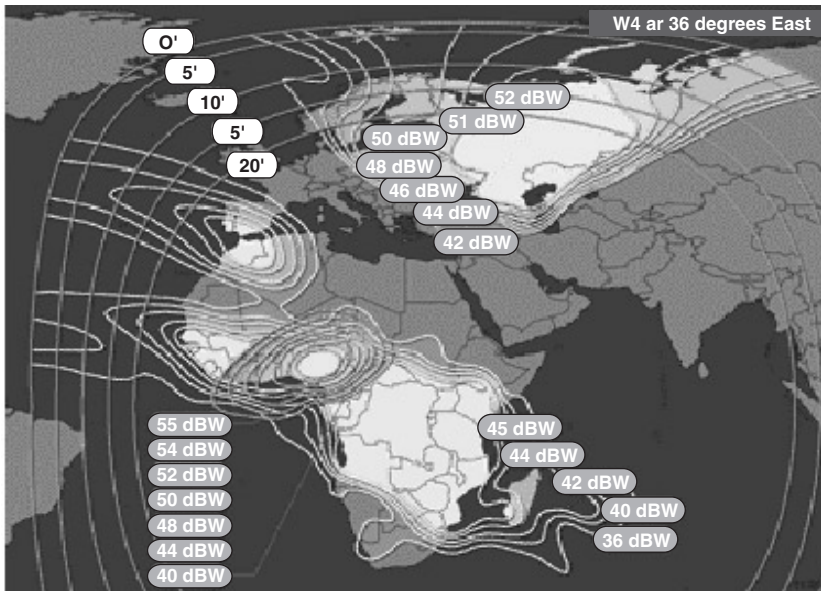 W4 ar 36 degrees East
O'
5'
10'
5'
20'
52 dBW
51 dBW
50 dBW
48 dBW
46 dBW
44 dBW
42 dBW
55 dBW
54 dBW
52 dBW
50 dBW
48 dBW
44 dBW
40 dBW
45 dBW
44 dBW
42 dBW
40 dBW
36 dBW